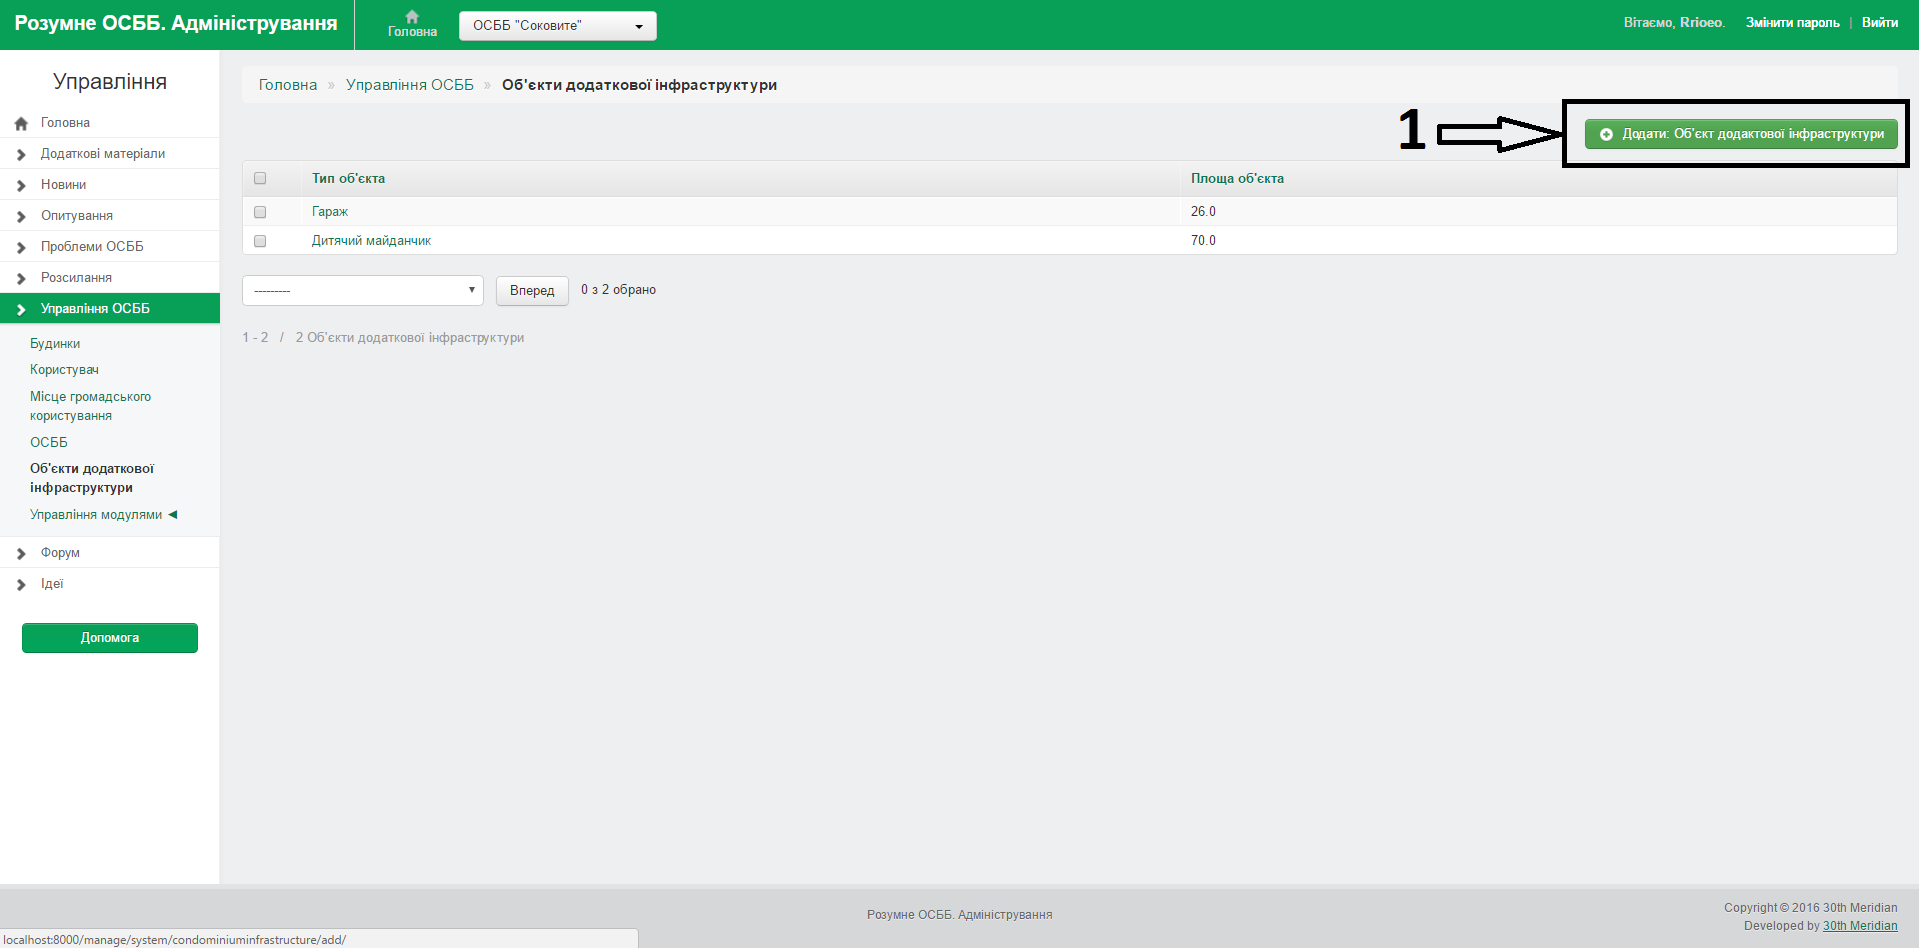 Розумне ОСББ. Адміністрування
Головна
ОСББ "Соковите"
Вітаємо, Rrioeo.
Змінити пароль | Вийти
Управління
Головна
Додаткові матеріали
Новини
Опитування
Проблеми ОСББ
Розсилання
Управління ОСББ
Будинки
Користувач
Місце громадського
користування
ОСББ
Об'єкти додаткової
інфраструктури
Управління модулями ◀
Форум
Ідеї
Допомога
Головна » Управління ОСББ » Об'єкти додаткової інфраструктури
1
Додати: Об'єкт додактової інфраструктури
Тип об'єкта Площа об'єкта
Гараж 26.0
Дитячий майданчик 70.0
---------
Вперед
0 з 2 обрано
1 - 2 / 2 Об'єкти додаткової інфраструктури
Розумне ОСББ. Адміністрування
Copyright © 2016 30th Meridian
Developed by 30th Meridian
localhost:8000/manage/system/condominiuminfrastructure/add/